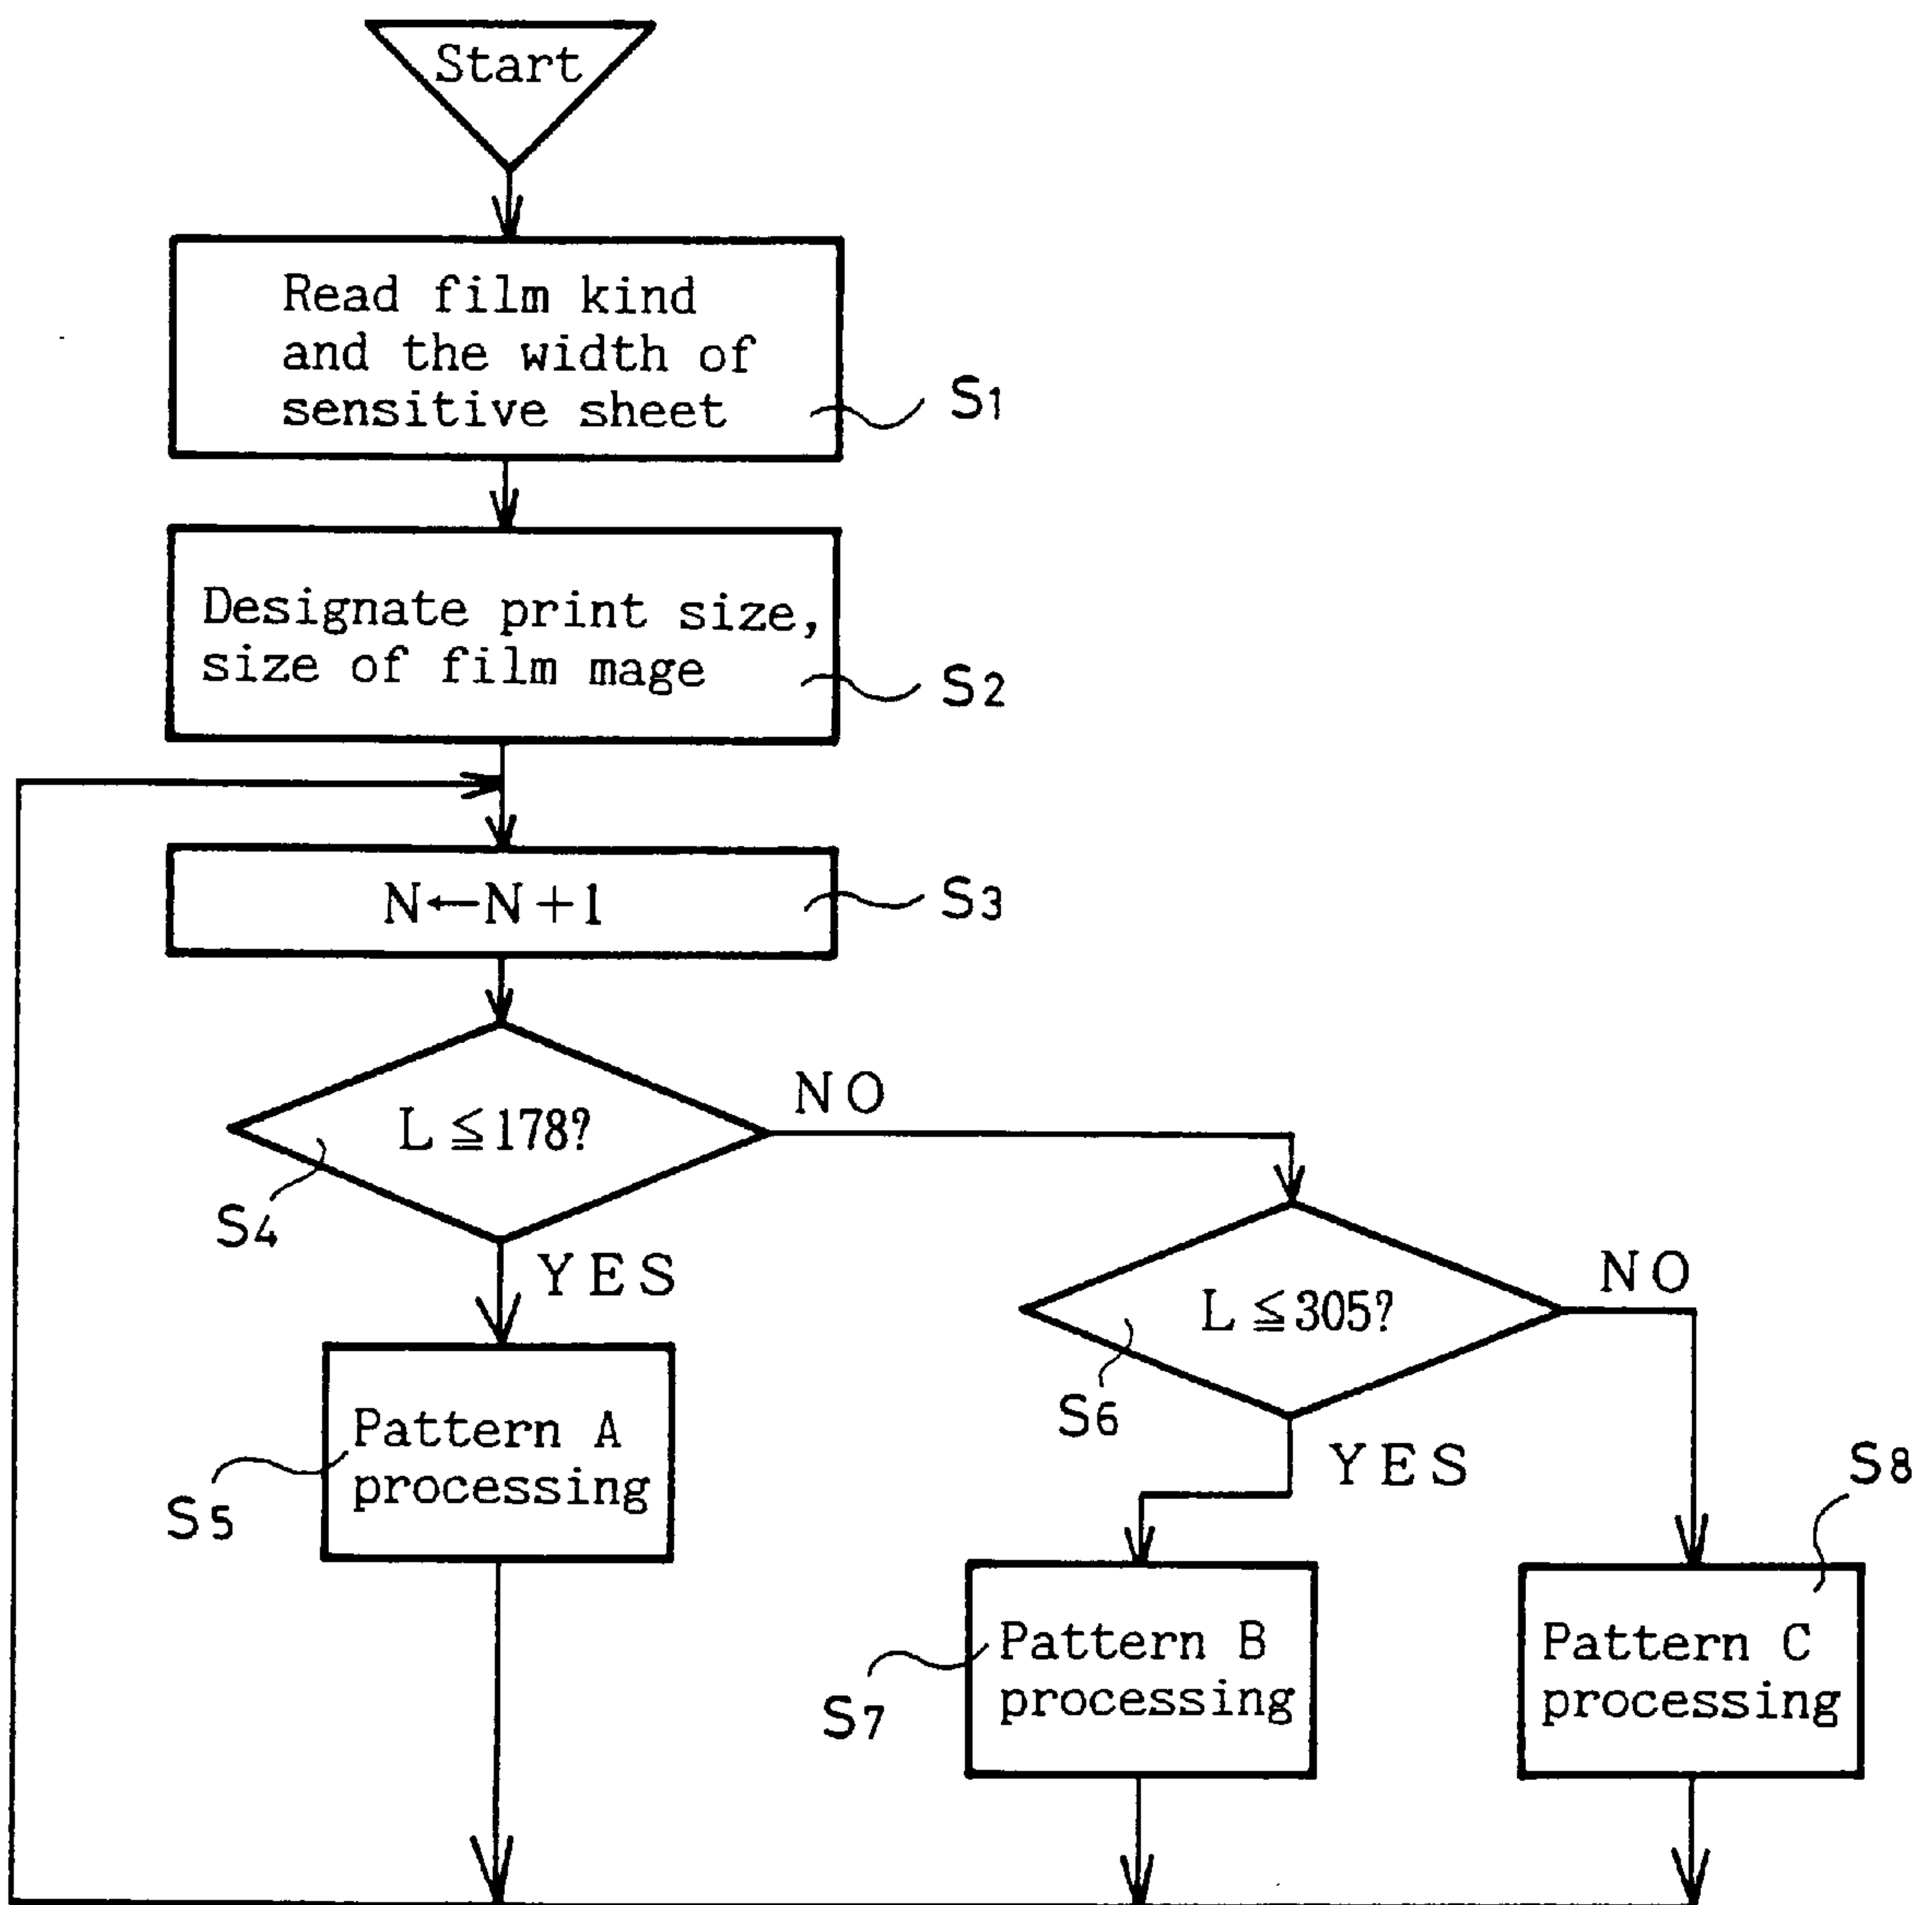 Start
Read film kind
and the width of
sensitive sheet
S1
Designate print size,
size of film mage
S2
N←N+1
S3
L≦178?
NO
S4
YES
L≦305?
NO
S6
YES
Pattern A
processing
S5
S8
Pattern B
processing
S7
Pattern C
processing